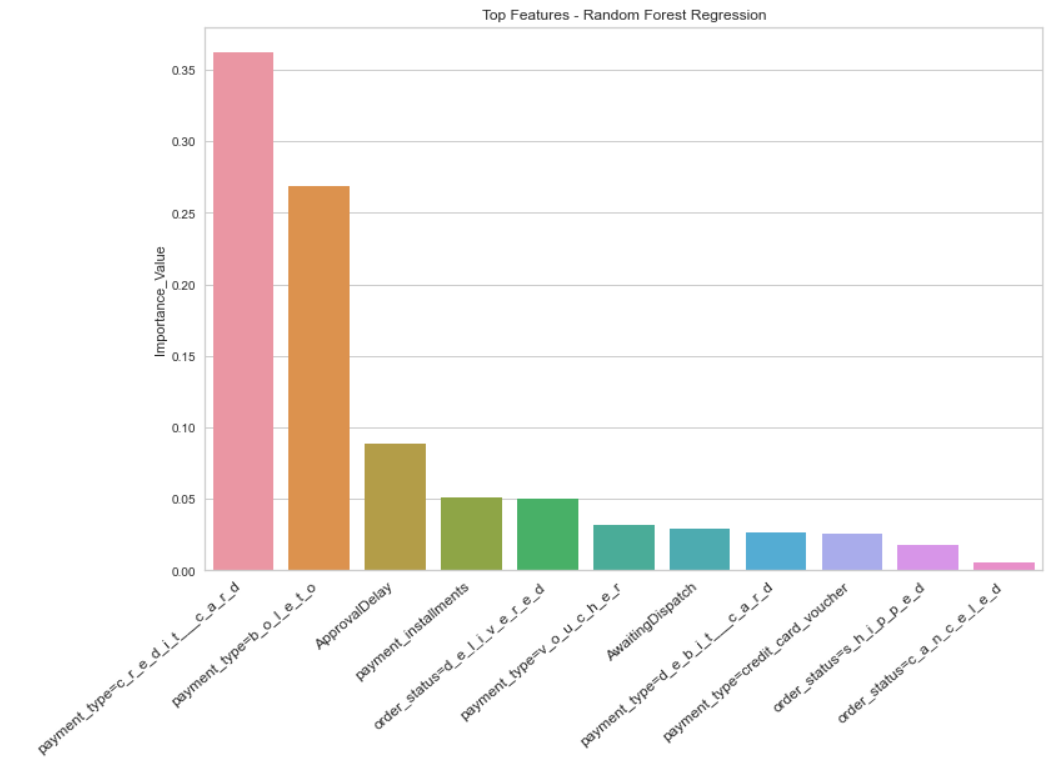 Top Features - Random Forest Regression
Importance_Value
0.35
0.30
0.25
0.20
0.15
0.10
0.05
0.00
payment_type=c_r_e_d_i_t___c_a_r_d
payment_type=b_o_l_e_t_o
ApprovalDelay
payment_installments
order_status=d_e_l_i_v_e_r_e_d
payment_type=v_o_u_c_h_e_r
AwaitingDispatch
payment_type=d_e_b_i_t___c_a_r_d
payment_type=credit_card_voucher
order_status=s_h_i_p_p_e_d
order_status=c_a_n_c_e_l_e_d